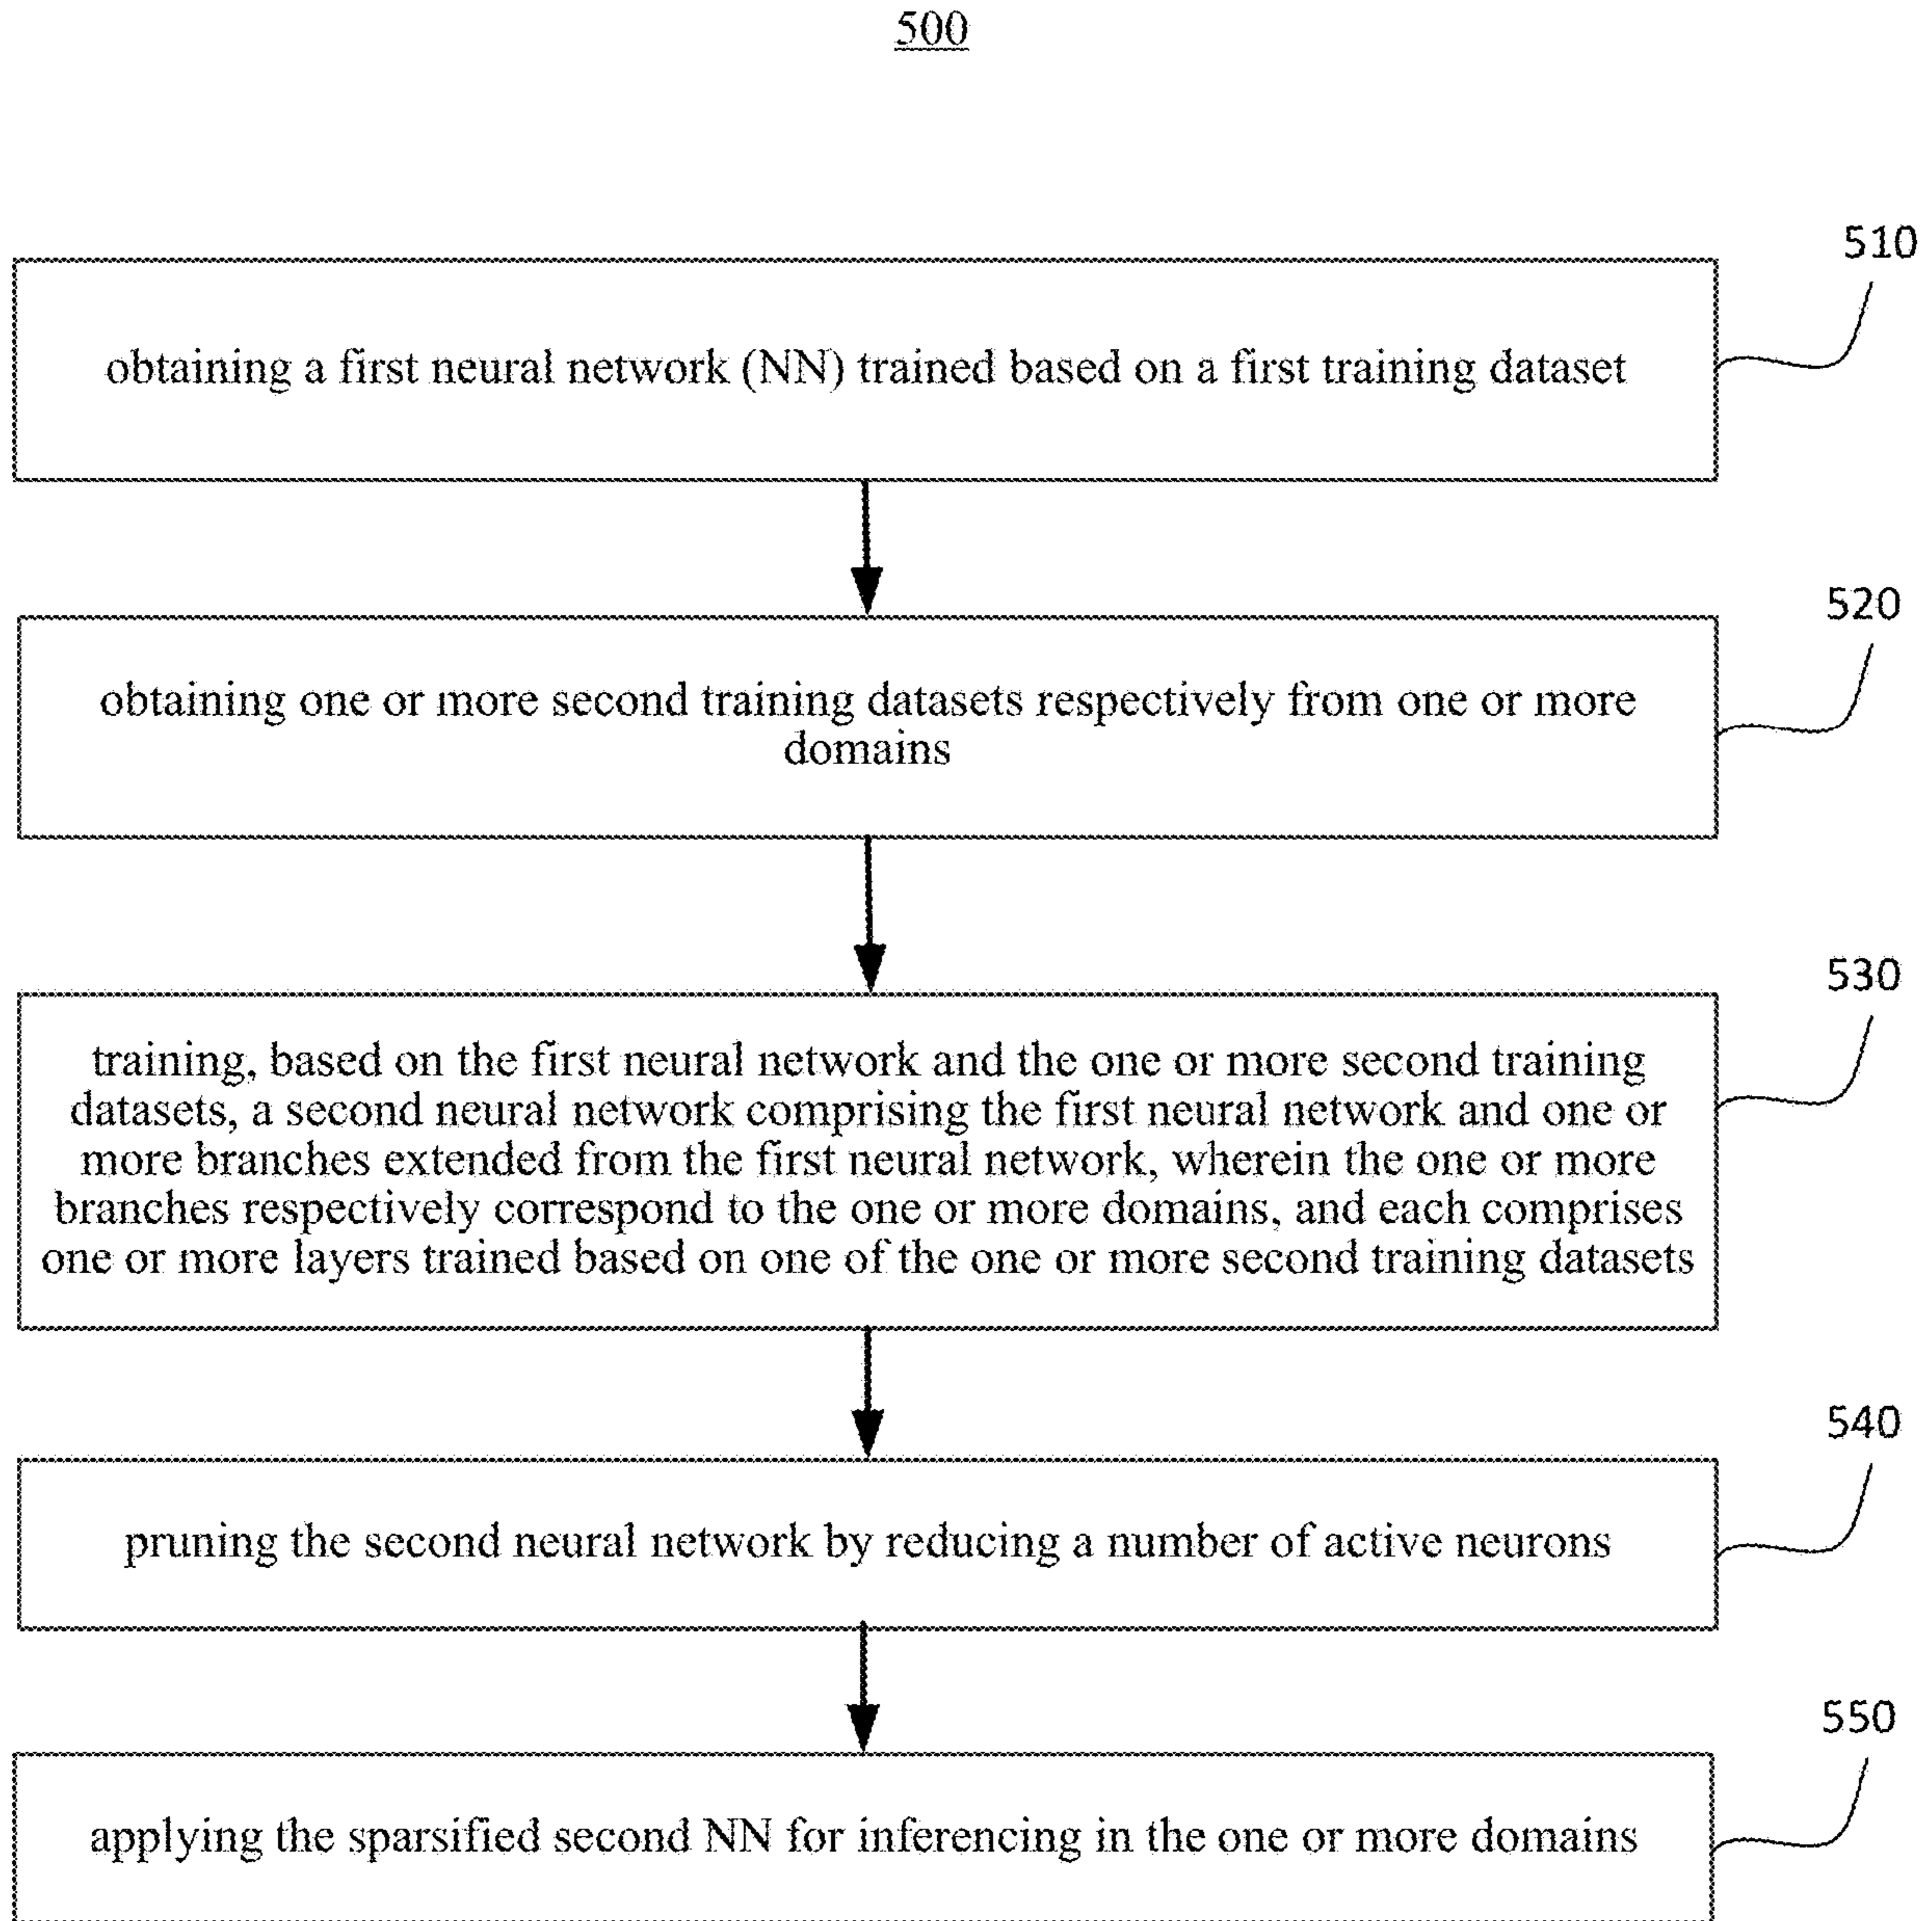 500
510
obtaining a first neural network (NN) trained based on a first training dataset
520
obtaining one or more second training datasets respectively from one or more
domains
530
training, based on the first neural network and the one or more second training
datasets, a second neural network comprising the first neural network and one or
more branches extended from the first neural network, wherein the one or more
branches respectively correspond to the one or more domains, and each comprises
one or more layers trained based on one of the one or more second training datasets
540
pruning the second neural network by reducing a number of active neurons
550
applying the sparsified second NN for inferencing in the one or more domains